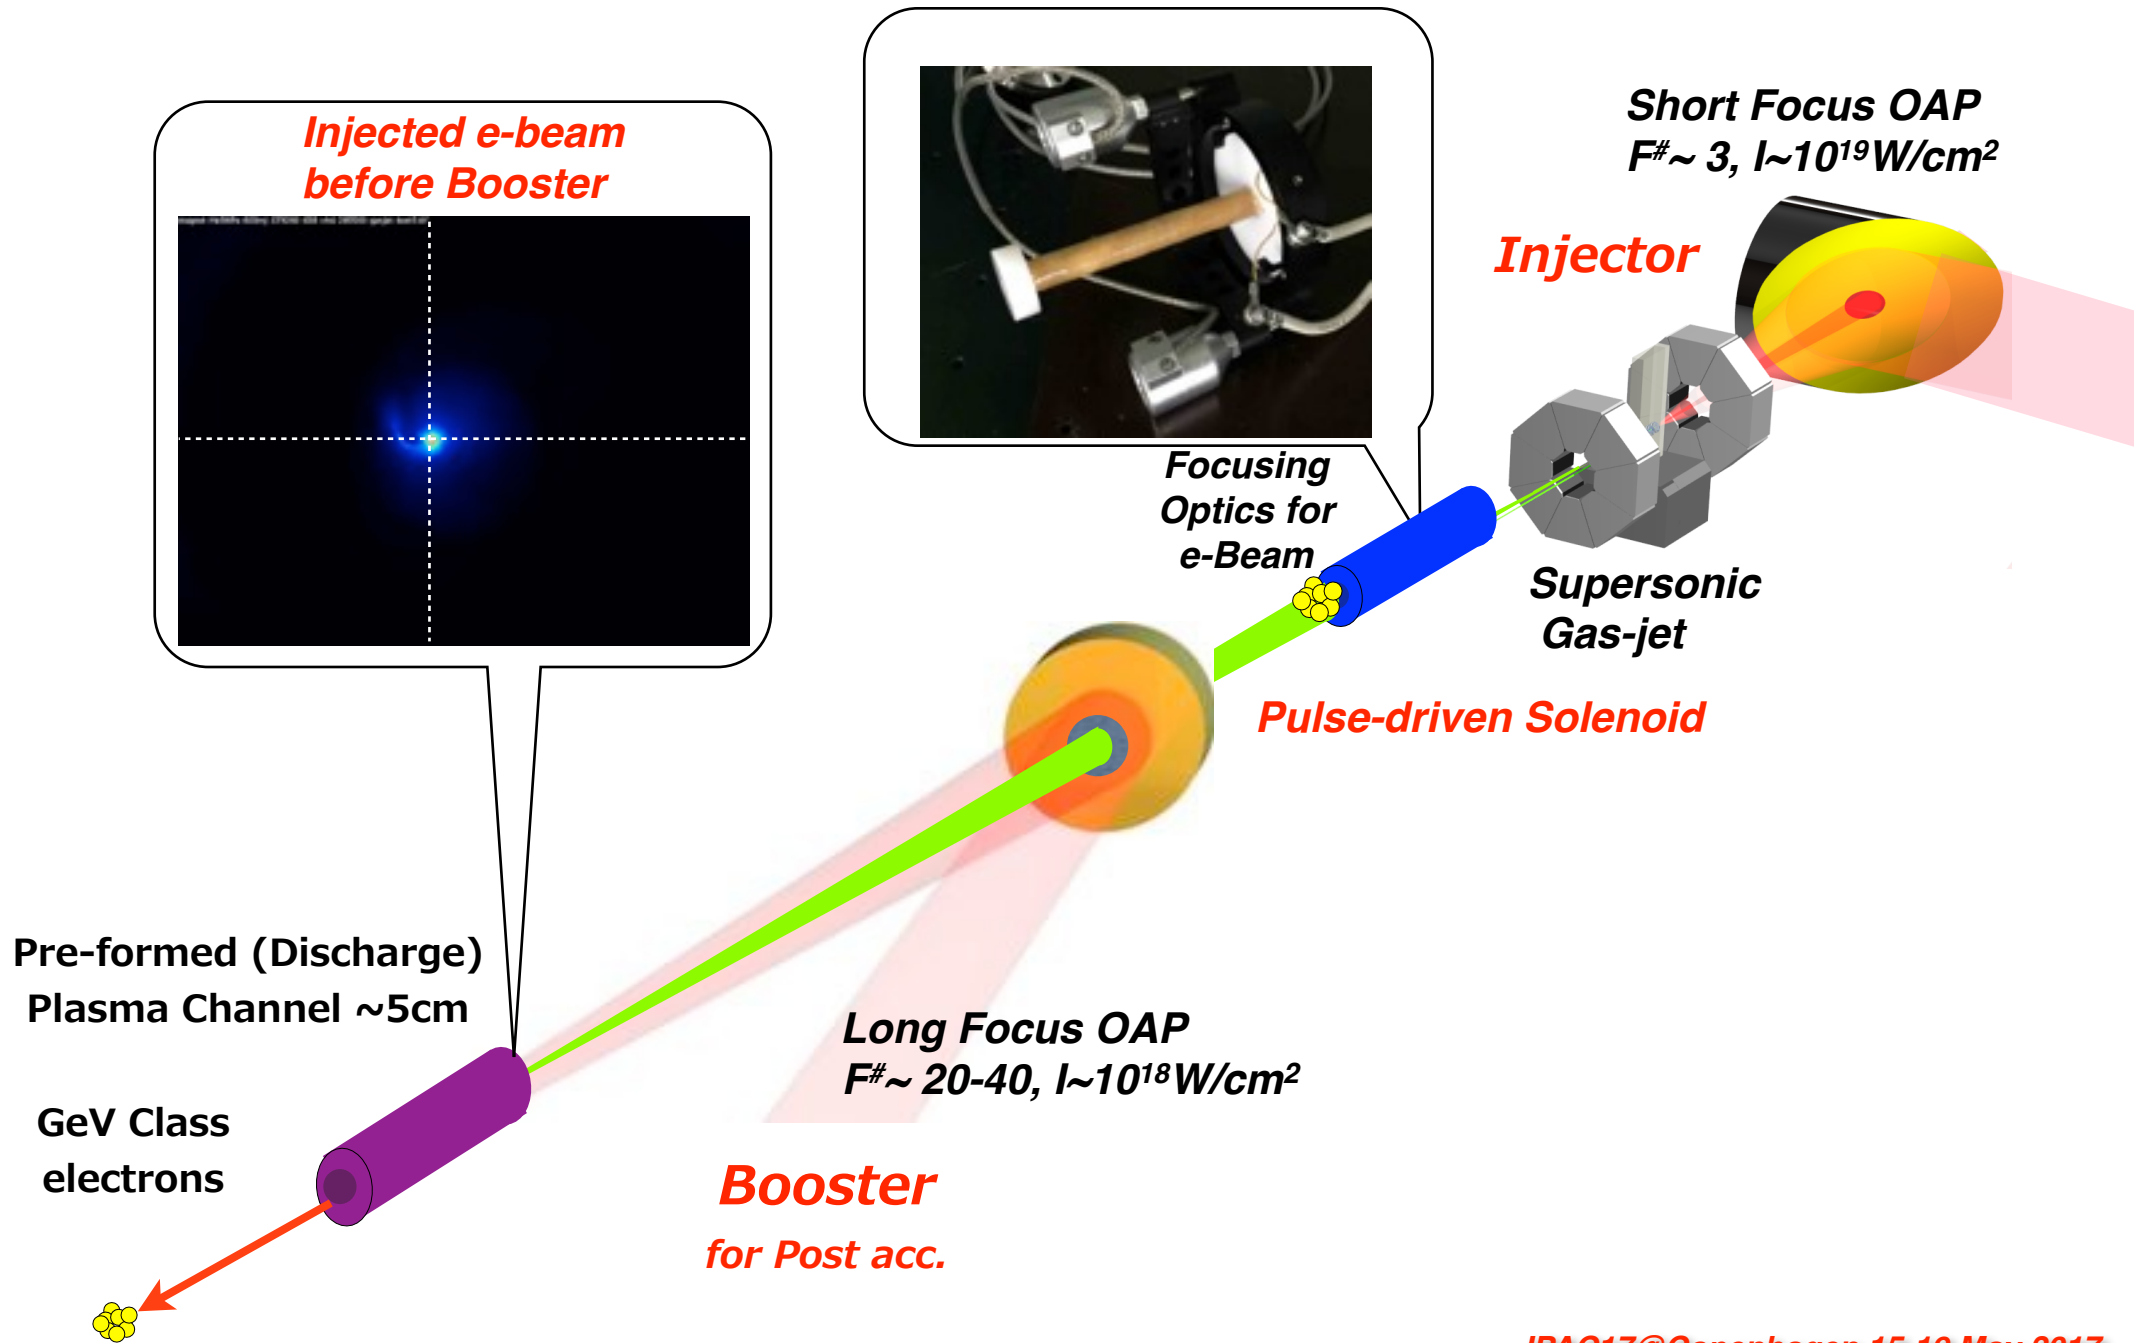 Short Focus OAP
F#~ 3, I~10¹⁹W/cm²
Injected e-beam
before Booster
Injector
Focusing
Optics for
e-Beam
Supersonic
Gas-jet
Pulse-driven Solenoid
Pre-formed (Discharge)
Plasma Channel ~5cm
Long Focus OAP
F#~ 20-40, I~10¹⁸W/cm²
GeV Class
electrons
Booster
for Post acc.